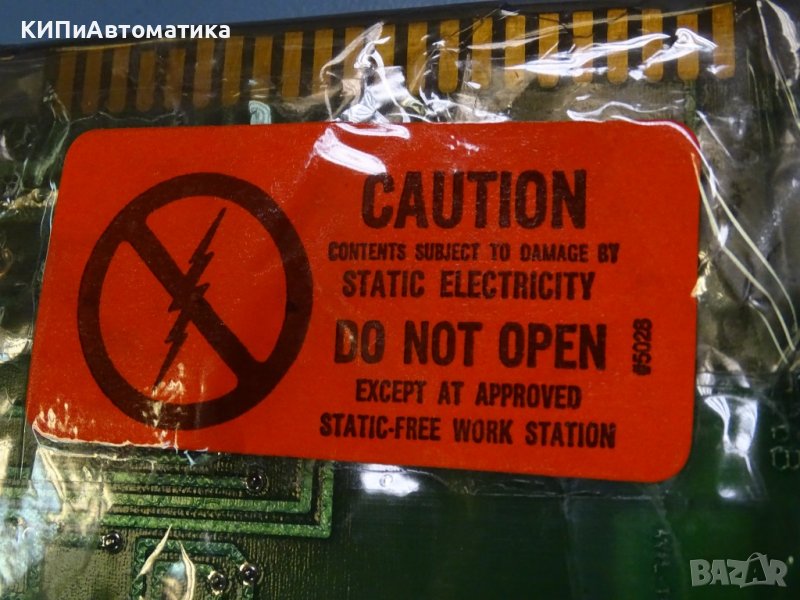 КИПиАвтоматика
CAUTION
CONTENTS SUBJECT TO DAMAGE BY
STATIC ELECTRICITY
DO NOT OPEN
EXCEPT AT APPROVED
STATIC-FREE WORK STATION
#5028
BAZAR